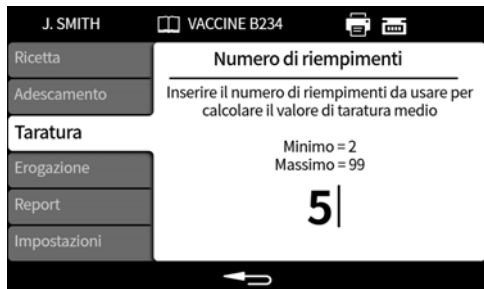 J. SMITH
VACCINE B234
Ricetta
Adescamento
Taratura
Erogazione
Report
Impostazioni
Numero di riempimenti
Inserire il numero di riempimenti da usare per
calcolare il valore di taratura medio
Minimo = 2
Massimo = 99
5